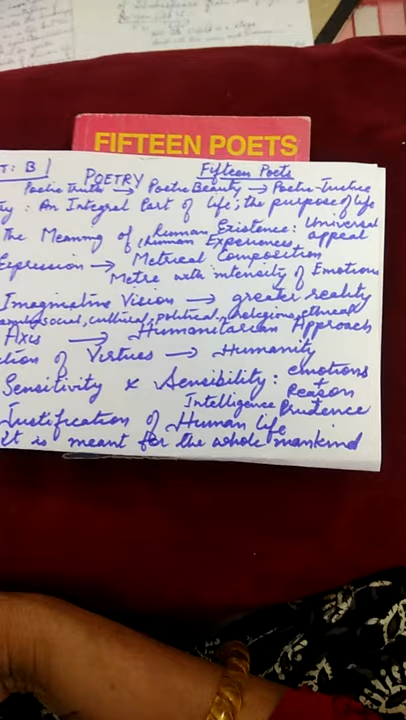 FIFTEEN POETS
T: B1
POETRY Fifteen Poets
Poetic Truth → Poetic Beauty → Poetic Justice
: An Integral Part of life; the purpose of life
The Meaning of Human Existence: Universal
Human Experiences appeal
Expression → Metrical Composition
Metre with intensity of Emotions
Imaginative Vision → greater reality
social, cultural, political, religious, ethical
Axis → Humanitarian Approach
ction of Virtues → Humanity
Sensitivity x Sensibility: emotions
+ Reason
Intelligence Prudence
Justification of Human life
It is meant for the whole mankind